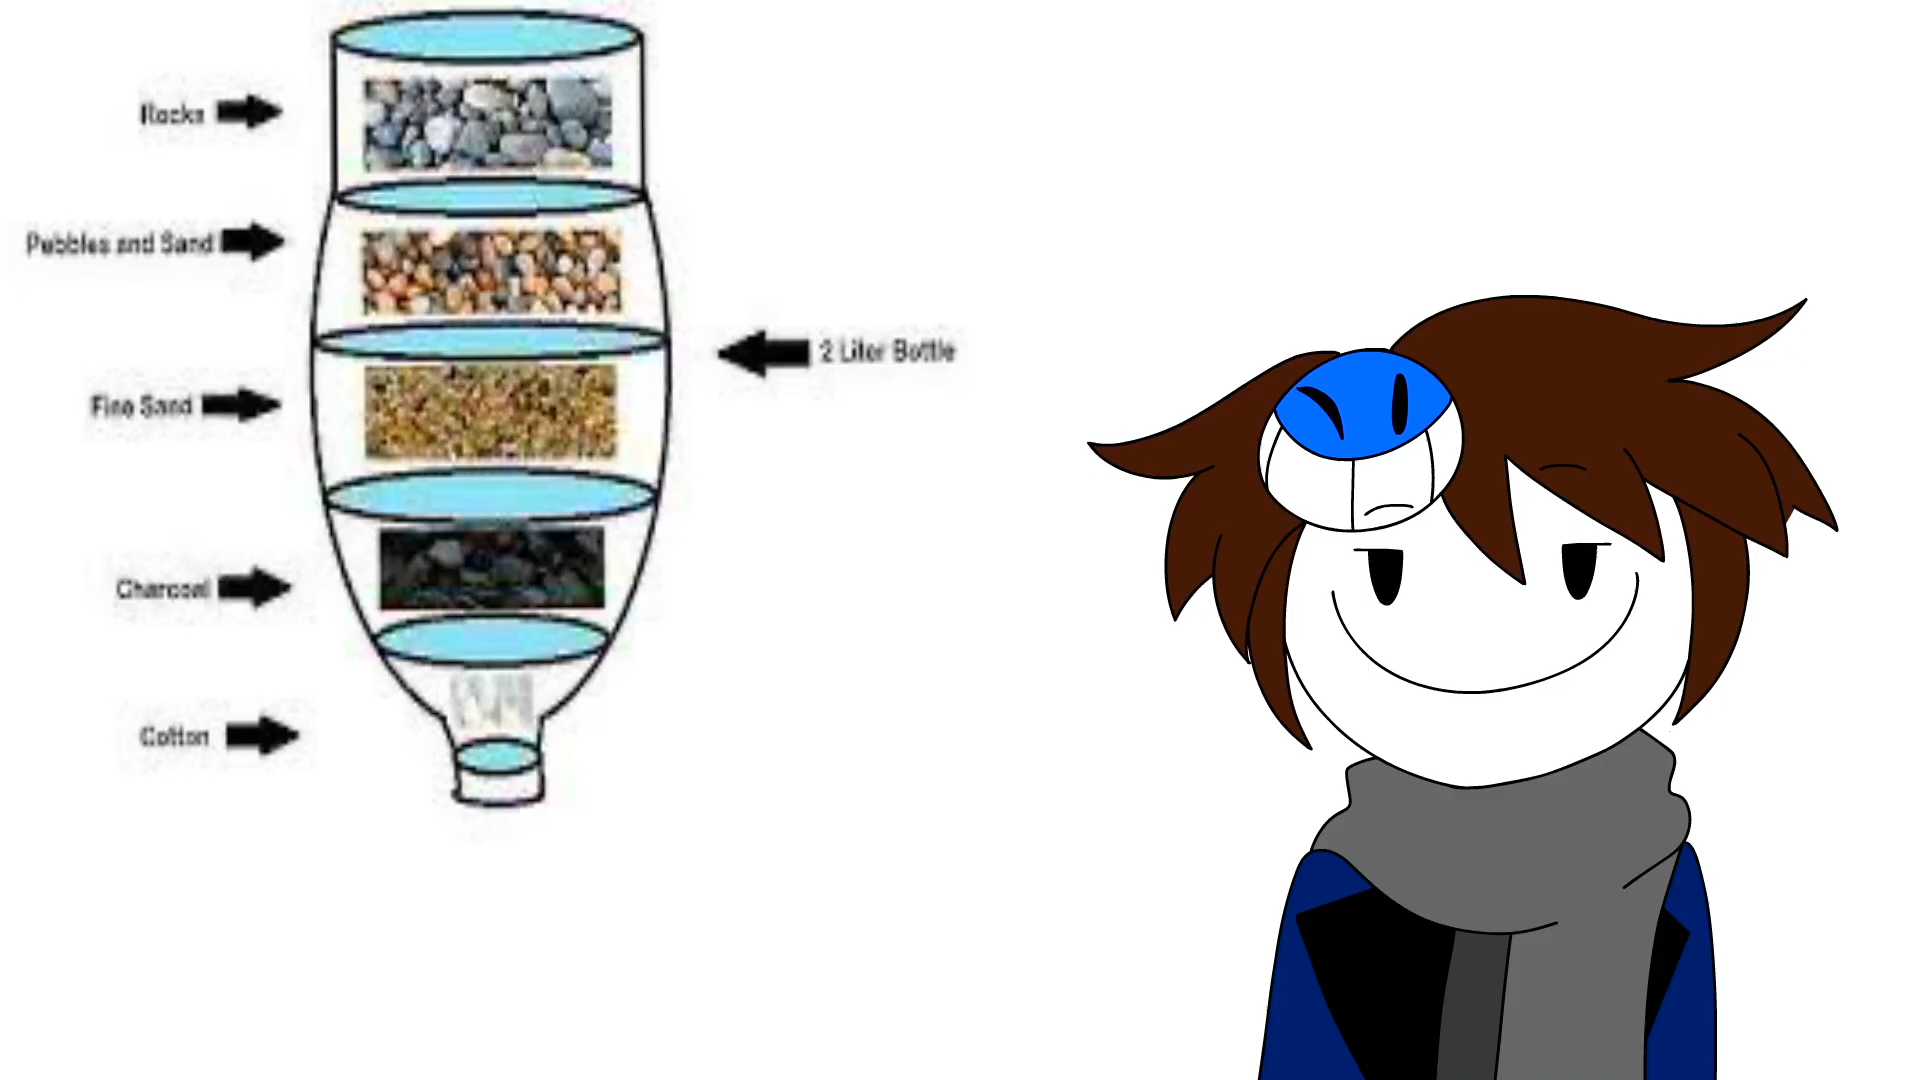 Rocks
Pebbles and Sand
2 Liter Bottle
Fine Sand
Charcoal
Cotton